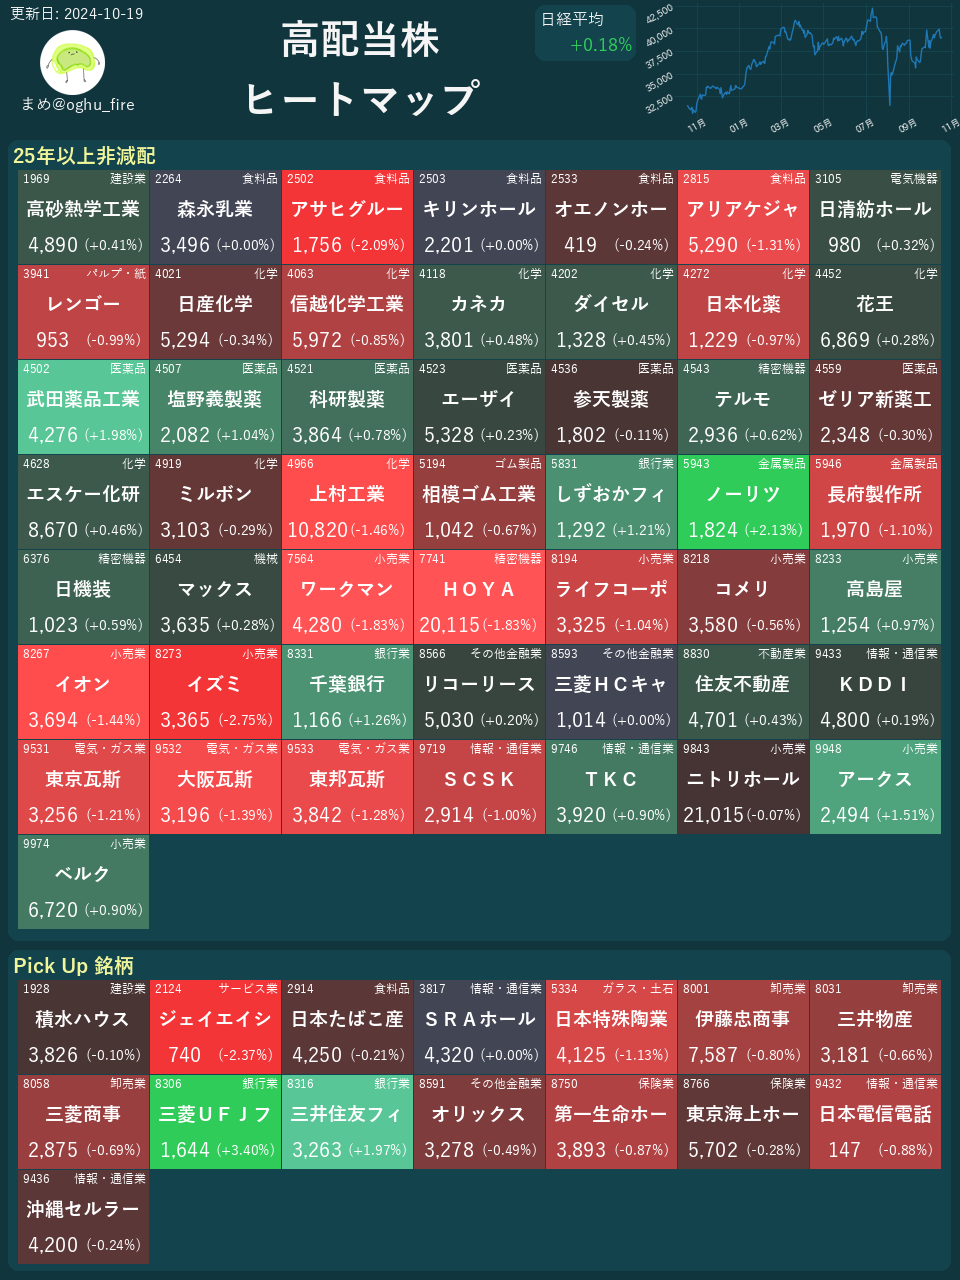 更新日: 2024-10-19
まめ@oghu_fire
高配当株
ヒートマップ
日経平均
+0.18%
42,500
40,000
37,500
35,000
32,500
11月 01月 03月 05月 07月 09月 11月
25年以上非減配
1969 建設業 2264 食料品 2502 食料品 2503 食料品 2533 食料品 2815 食料品 3105 電気機器
高砂熱学工業 森永乳業 アサヒグルー キリンホール オエノンホー アリアケジャ 日清紡ホール
4,890 (+0.41%) 3,496 (+0.00%) 1,756 (-2.09%) 2,201 (+0.00%) 419 (-0.24%) 5,290 (-1.31%) 980 (+0.32%)
3941 パルプ・紙 4021 化学 4063 化学 4118 化学 4202 化学 4272 化学 4452 化学
レンゴー 日産化学 信越化学工業 カネカ ダイセル 日本化薬 花王
953 (-0.99%) 5,294 (-0.34%) 5,972 (-0.85%) 3,801 (+0.48%) 1,328 (+0.45%) 1,229 (-0.97%) 6,869 (+0.28%)
4502 医薬品 4507 医薬品 4521 医薬品 4523 医薬品 4536 医薬品 4543 精密機器 4559 医薬品
武田薬品工業 塩野義製薬 科研製薬 エーザイ 参天製薬 テルモ ゼリア新薬工
4,276 (+1.98%) 2,082 (+1.04%) 3,864 (+0.78%) 5,328 (+0.23%) 1,802 (-0.11%) 2,936 (+0.62%) 2,348 (-0.30%)
4628 化学 4919 化学 4966 化学 5194 ゴム製品 5831 銀行業 5943 金属製品 5946 金属製品
エスケー化研 ミルボン 上村工業 相模ゴム工業 しずおかフィ ノーリツ 長府製作所
8,670 (+0.46%) 3,103 (-0.29%) 10,820 (-1.46%) 1,042 (-0.67%) 1,292 (+1.21%) 1,824 (+2.13%) 1,970 (-1.10%)
6376 精密機器 6454 機械 7564 小売業 7741 精密機器 8194 小売業 8218 小売業 8233 小売業
日機装 マックス ワークマン ＨＯＹＡ ライフコーポ コメリ 高島屋
1,023 (+0.59%) 3,635 (+0.28%) 4,280 (-1.83%) 20,115 (-1.83%) 3,325 (-1.04%) 3,580 (-0.56%) 1,254 (+0.97%)
8267 小売業 8273 小売業 8331 銀行業 8566 その他金融業 8593 その他金融業 8830 不動産業 9433 情報・通信業
イオン イズミ 千葉銀行 リコーリース 三菱ＨＣキャ 住友不動産 ＫＤＤＩ
3,694 (-1.44%) 3,365 (-2.75%) 1,166 (+1.26%) 5,030 (+0.20%) 1,014 (+0.00%) 4,701 (+0.43%) 4,800 (+0.19%)
9531 電気・ガス業 9532 電気・ガス業 9533 電気・ガス業 9719 情報・通信業 9746 情報・通信業 9843 小売業 9948 小売業
東京瓦斯 大阪瓦斯 東邦瓦斯 ＳＣＳＫ ＴＫＣ ニトリホール アークス
3,256 (-1.21%) 3,196 (-1.39%) 3,842 (-1.28%) 2,914 (-1.00%) 3,920 (+0.90%) 21,015 (-0.07%) 2,494 (+1.51%)
9974 小売業
ベルク
6,720 (+0.90%)
Pick Up 銘柄
1928 建設業 2124 サービス業 2914 食料品 3817 情報・通信業 5334 ガラス・土石 8001 卸売業 8031 卸売業
積水ハウス ジェイエイシ 日本たばこ産 ＳＲＡホール 日本特殊陶業 伊藤忠商事 三井物産
3,826 (-0.10%) 740 (-2.37%) 4,250 (-0.21%) 4,320 (+0.00%) 4,125 (-1.13%) 7,587 (-0.80%) 3,181 (-0.66%)
8058 卸売業 8306 銀行業 8316 銀行業 8591 その他金融業 8750 保険業 8766 保険業 9432 情報・通信業
三菱商事 三菱ＵＦＪフ 三井住友フィ オリックス 第一生命ホー 東京海上ホー 日本電信電話
2,875 (-0.69%) 1,644 (+3.40%) 3,263 (+1.97%) 3,278 (-0.49%) 3,893 (-0.87%) 5,702 (-0.28%) 147 (-0.88%)
9436 情報・通信業
沖縄セルラー
4,200 (-0.24%)